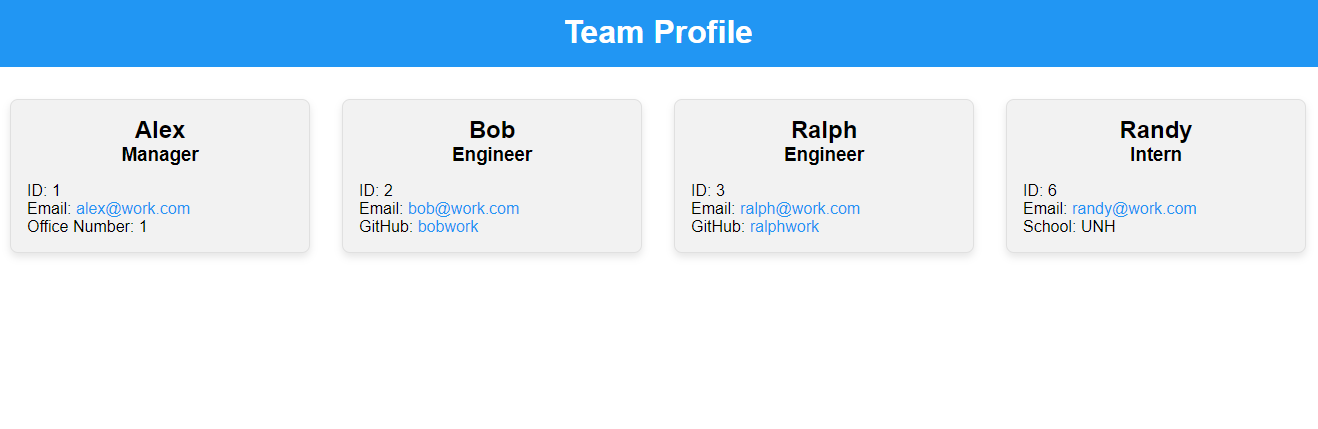 Team Profile
Alex
Manager
ID: 1
Email: alex@work.com
Office Number: 1
Bob
Engineer
ID: 2
Email: bob@work.com
GitHub: bobwork
Ralph
Engineer
ID: 3
Email: ralph@work.com
GitHub: ralphwork
Randy
Intern
ID: 6
Email: randy@work.com
School: UNH